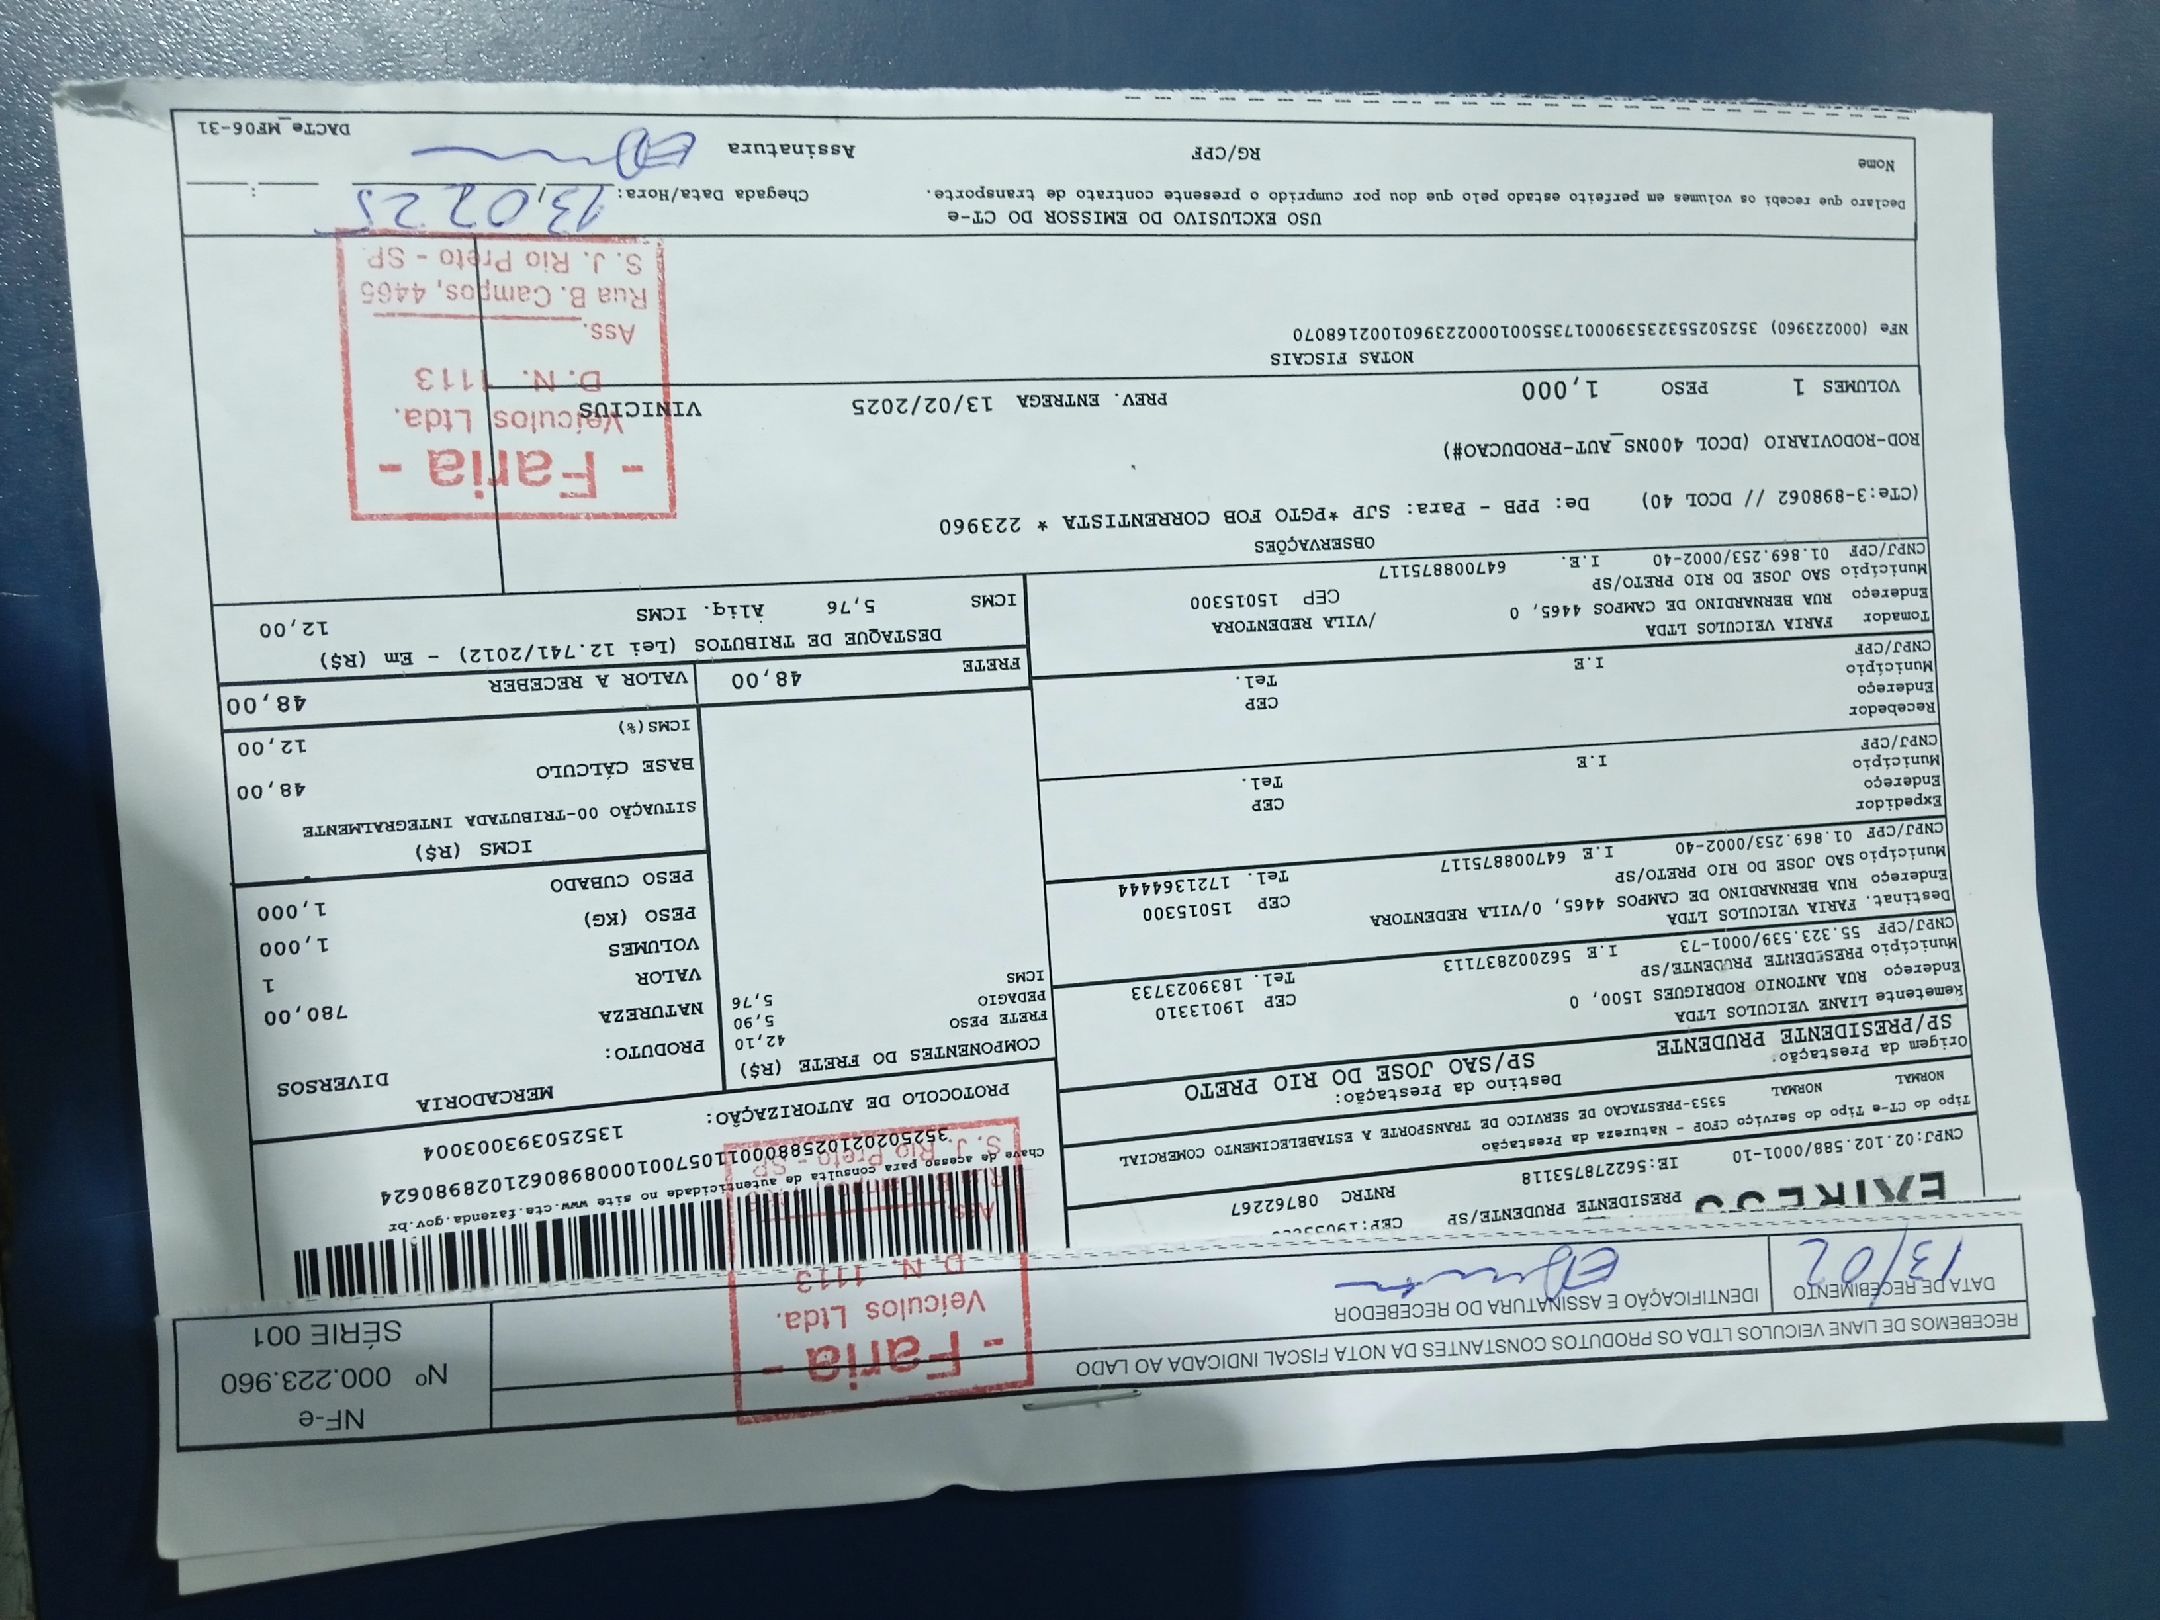 NF-e
Nº 000.223.960
SÉRIE 001
RECEBEMOS DE LIANE VEICULOS LTDA OS PRODUTOS CONSTANTES DA NOTA FISCAL INDICADA AO LADO
DATA DE RECEBIMENTO
IDENTIFICAÇÃO E ASSINATURA DO RECEBEDOR
13/02
- Faria -
Veículos Ltda.
D.N. 1113
Ass.
S. J. Rio Preto - SP
PRESIDENTE PRUDENTE/SP
CNPJ:02.102.588/0001-10 IE:562278753118 RNTRC 08762267
Tipo do CT-e Tipo do Serviço CFOP - Natureza da Prestação
NORMAL NORMAL 5353-PRESTACAO DE SERVICO DE TRANSPORTE A ESTABELECIMENTO COMERCIAL
chave de acesso para consulta de autenticidade no site www.cte.fazenda.gov.br
PROTOCOLO DE AUTORIZAÇÃO: 135250393003004
Origem da Prestação: Destino da Prestação:
SP/PRESIDENTE PRUDENTE SP/SAO JOSE DO RIO PRETO
Remetente LIANE VEICULOS LTDA
Endereço RUA ANTONIO RODRIGUES 1500, 0 CEP 19013310
Município PRESIDENTE PRUDENTE/SP Tel. 1839023733
CNPJ/CPF 55.323.539/0001-73 I.E 562002837113
Destinat. FARIA VEICULOS LTDA
Endereço RUA BERNARDINO DE CAMPOS 4465, 0/VILA REDENTORA CEP 15015300
Município SAO JOSE DO RIO PRETO/SP Tel. 1721364444
CNPJ/CPF 01.869.253/0002-40 I.E 647008875117
Expedidor
Endereço CEP
Município Tel.
CNPJ/CPF I.E
Recebedor
Endereço CEP
Município Tel.
CNPJ/CPF I.E
Tomador FARIA VEICULOS LTDA
Endereço RUA BERNARDINO DE CAMPOS 4465, 0 /VILA REDENTORA
Município SAO JOSE DO RIO PRETO/SP CEP 15015300
CNPJ/CPF 01.869.253/0002-40 I.E. 647008875117
COMPONENTES DO FRETE (R$)
FRETE PESO 42,10
PEDAGIO 5,90
ICMS 5,76
MERCADORIA
PRODUTO: DIVERSOS
NATUREZA
VALOR 780,00
VOLUMES 1
PESO (KG) 1,000
PESO CUBADO 1,000
ICMS (R$)
SITUAÇÃO 00-TRIBUTADA INTEGRALMENTE
BASE CÁLCULO 48,00
ICMS(%) 12,00
FRETE 48,00 VALOR A RECEBER 48,00
DESTAQUE DE TRIBUTOS (Lei 12.741/2012) - Em (R$)
ICMS 5,76 Áliq. ICMS 12,00
OBSERVAÇÕES
(CTe:3-898062 // DCOL 40) De: PPB - Para: SJP *PGTO FOB CORRENTISTA * 223960
ROD-RODOVIARIO (DCOL 400NS_AUT-PRODUCAO#)
VOLUMES 1 PESO 1,000 PREV. ENTREGA 13/02/2025 VINICIUS
NOTAS FISCAIS
NFe (000223960) 35250255323539000173550010002239601002168070
- Faria -
Veículos Ltda.
D.N. 1113
Ass.
Rua B. Campos, 4465
S. J. Rio Preto - SP.
USO EXCLUSIVO DO EMISSOR DO CT-e
Declaro que recebi os volumes em perfeito estado pelo que dou por cumprido o presente contrato de transporte.
Chegada Data/Hora: 13,02 25
Nome RG/CPF Assinatura
DACTe_MF06-31